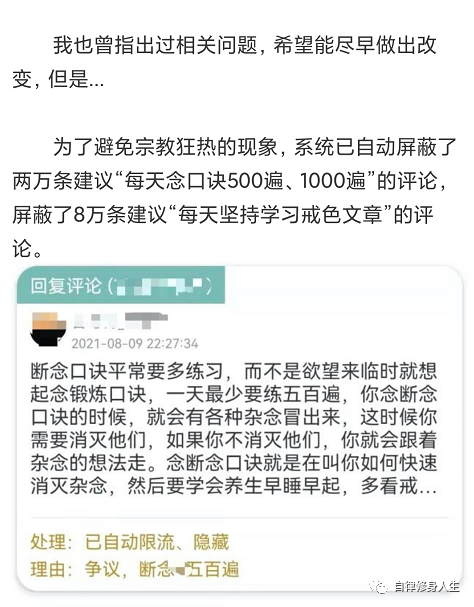 我也曾指出过相关问题，希望能尽早做出改
变，但是...
为了避免宗教狂热的现象，系统已自动屏蔽了
两万条建议“每天念口诀500遍、1000遍”的评论，
屏蔽了8万条建议“每天坚持学习戒色文章”的评
论。
回复评论（ ）
2021-08-09 22:27:34
断念口诀平常要多练习，而不是欲望来临时就想
起念锻炼口诀，一天最少要练五百遍，你念断念
口诀的时候，就会有各种杂念冒出来，这时候你
需要消灭他们，如果你不消灭他们，你就会跟着
杂念的想法走。念断念口诀就是在叫你如何快速
消灭杂念，然后要学会养生早睡早起，多看戒...
处理：已自动限流、隐藏
理由：争议，断念 五百遍
自律修身人生